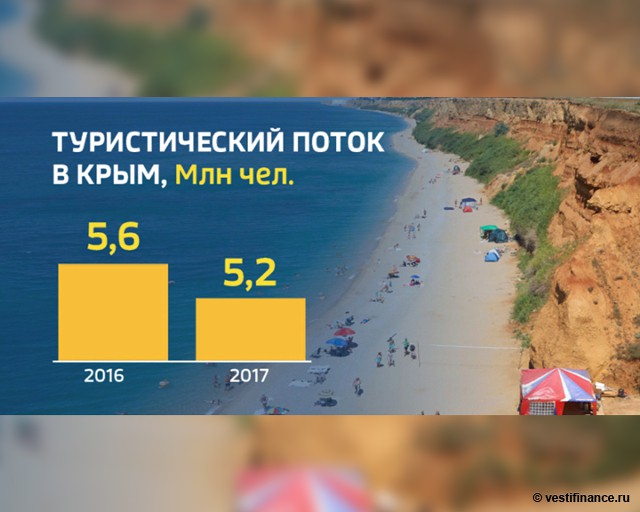 ТУРИСТИЧЕСКИЙ ПОТОК
В КРЫМ, Млн чел.
5,6
5,2
2016
2017
© vestifinance.ru